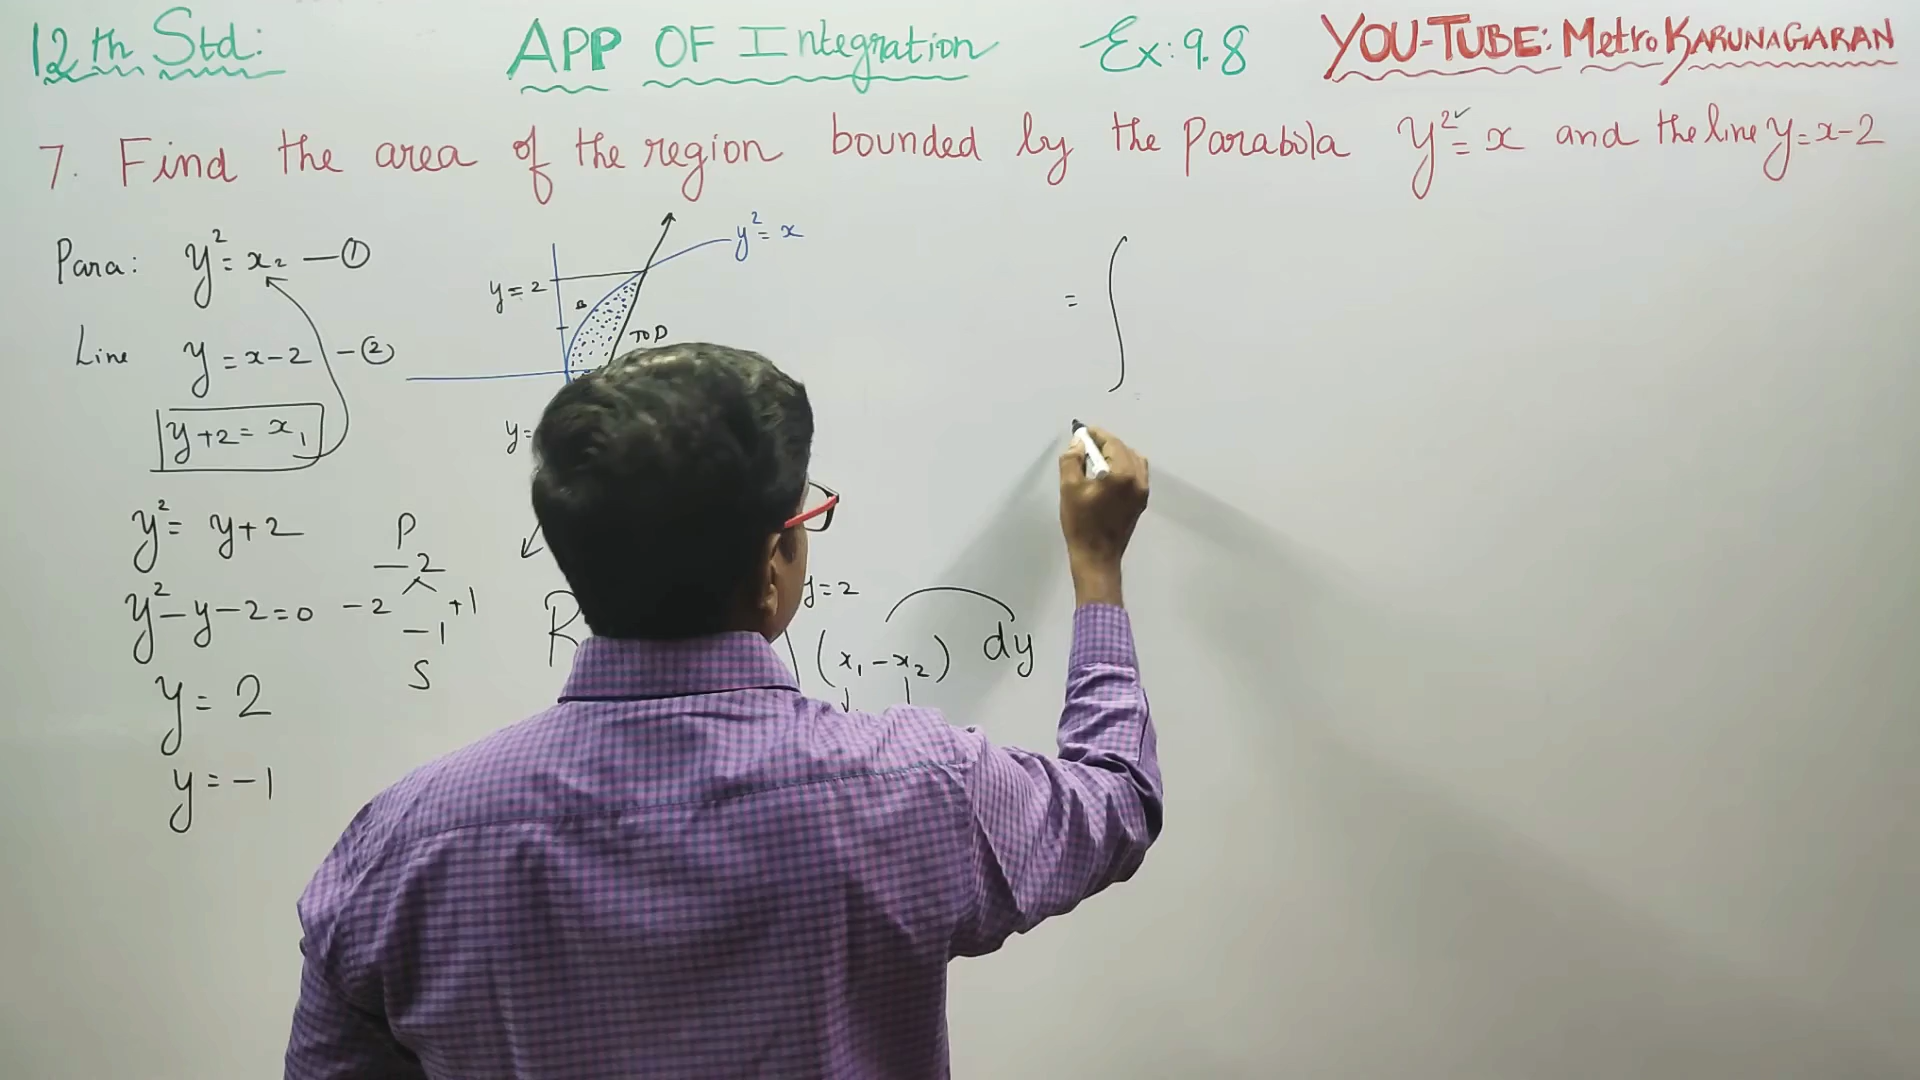 12th Std: APP OF Integration Ex: 9.8 YOU-TUBE: Metro KARUNAGARAN
7. Find the area of the region bounded by the Parabola y² = x and the line y = x-2
Para: y² = x₂ — ①
Line y = x-2 — ②
y+2 = x₁
y² = y+2
y² - y - 2 = 0
y = 2
y = -1
P
-2
-2 +1
-1
S
y² = x
y = 2
B
TOP
y =
R
y = 2
(x₁ - x₂) dy
= ∫